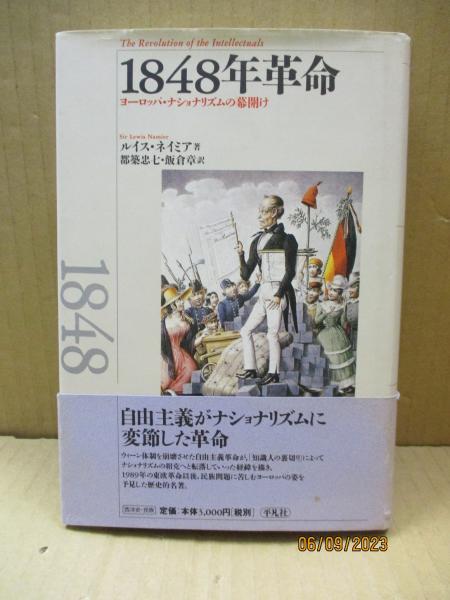 The Revolution of the Intellectuals
1848年革命
ヨーロッパ・ナショナリズムの幕開け
Sir Lewis Namier
ルイス・ネイミア著
都築忠七・飯倉章訳
1848
自由主義がナショナリズムに
変節した革命
ウィーン体制を崩壊させた自由主義革命が、「知識人の裏切り」によって
ナショナリズムの相克へと転落していった経緯を描き、
1989年の東欧革命以後、民族問題に苦しむヨーロッパの姿を
予見した歴史的名著。
定価:本体3,000円[税別]
平凡社
06/09/2023